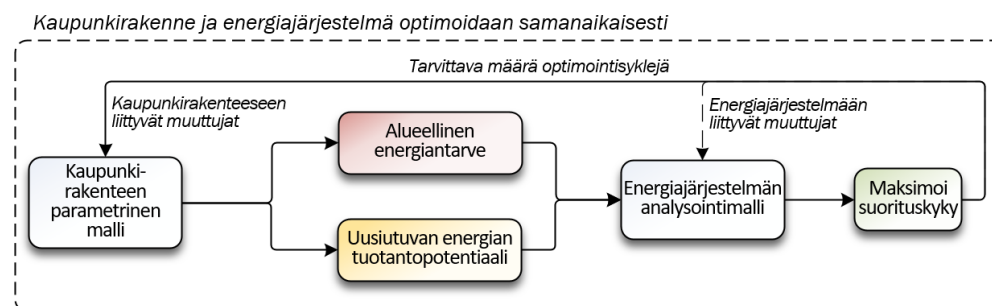 Kaupunkirakenne ja energiajärjestelmä optimoidaan samanaikaisesti
Tarvittava määrä optimointisyklejä
Kaupunkirakenteeseen
liittyvät muuttujat
Energiajärjestelmään
liittyvät muuttujat
Kaupunki-
rakenteen
parametrinen
malli
Alueellinen
energiantarve
Uusiutuvan energian
tuotantopotentiaali
Energiajärjestelmän
analysointimalli
Maksimoi
suorituskyky